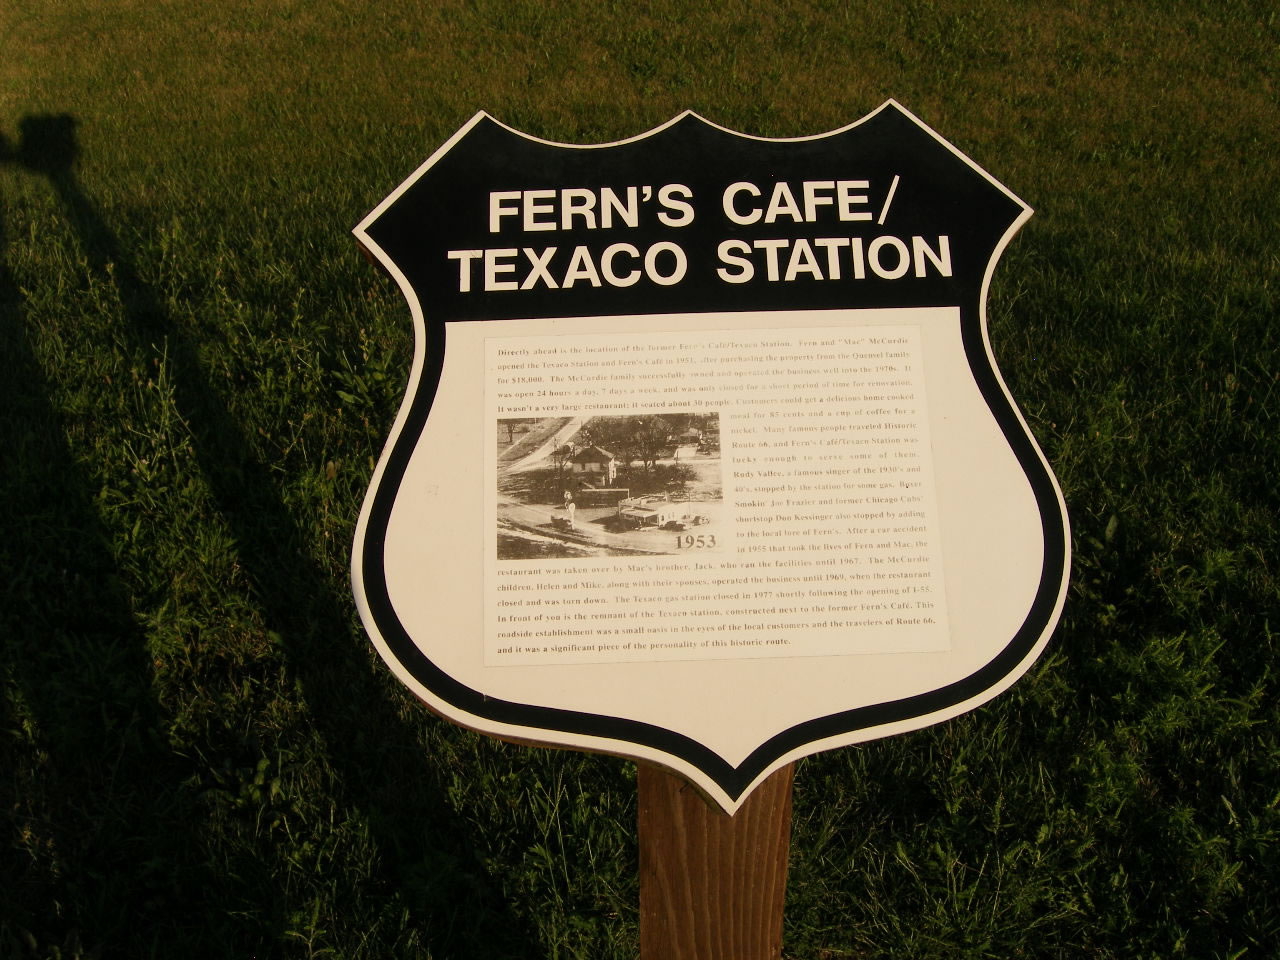 FERN'S CAFE/
TEXACO STATION
Directly ahead is the location of the former Fern's Café/Texaco Station. Fern and "Mac" McCurdie
opened the Texaco Station and Fern's Café in 1951, after purchasing the property from the family
for $18,000. The McCurdie family successfully owned and operated the business well into the 1970s. It
was open 24 hours a day, 7 days a week, and was only closed for a short period of time for renovation.
It wasn't a very large restaurant; it seated about 30 people. Customers could get a delicious home cooked
meal for 85 cents and a cup of coffee for a
nickel. Many famous people traveled Historic
Route 66, and Fern's Café/Texaco Station was
lucky enough to serve some of them.
Rudy Valley, a famous singer of the 1930's and
40's, stopped by the station for some gas. Boxer
Smokin' Joe Frazier and former Chicago Cubs'
shortstop Don Kessinger also stopped by adding
to the local lore of Fern's. After a car accident
in 1955 that took the lives of Fern and Mac, the
1953
restaurant was taken over by Mac's brother, Jack, who ran the facilities until 1967. The McCurdie
children, Helen and Mike, along with their spouses, operated the business until 1969, when the restaurant
closed and was torn down. The Texaco gas station closed in 1977 shortly following the opening of I-55.
In front of you is the remnant of the Texaco station, constructed next to the former Fern's Café. This
roadside establishment was a small oasis in the eyes of the local customers and the travelers of Route 66,
and it was a significant piece of the personality of this historic route.